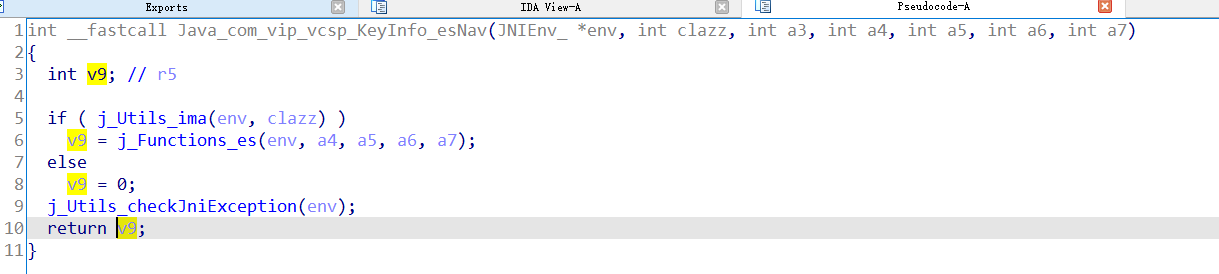 Exports
IDA View-A
Pseudocode-A
1 int __fastcall Java_com_vip_vcsp_KeyInfo_esNav(JNIEnv_ *env, int clazz, int a3, int a4, int a5, int a6, int a7)
2 {
3   int v9; // r5
4
5   if ( j_Utils_ima(env, clazz) )
6     v9 = j_Functions_es(env, a4, a5, a6, a7);
7   else
8     v9 = 0;
9   j_Utils_checkJniException(env);
10   return v9;
11 }